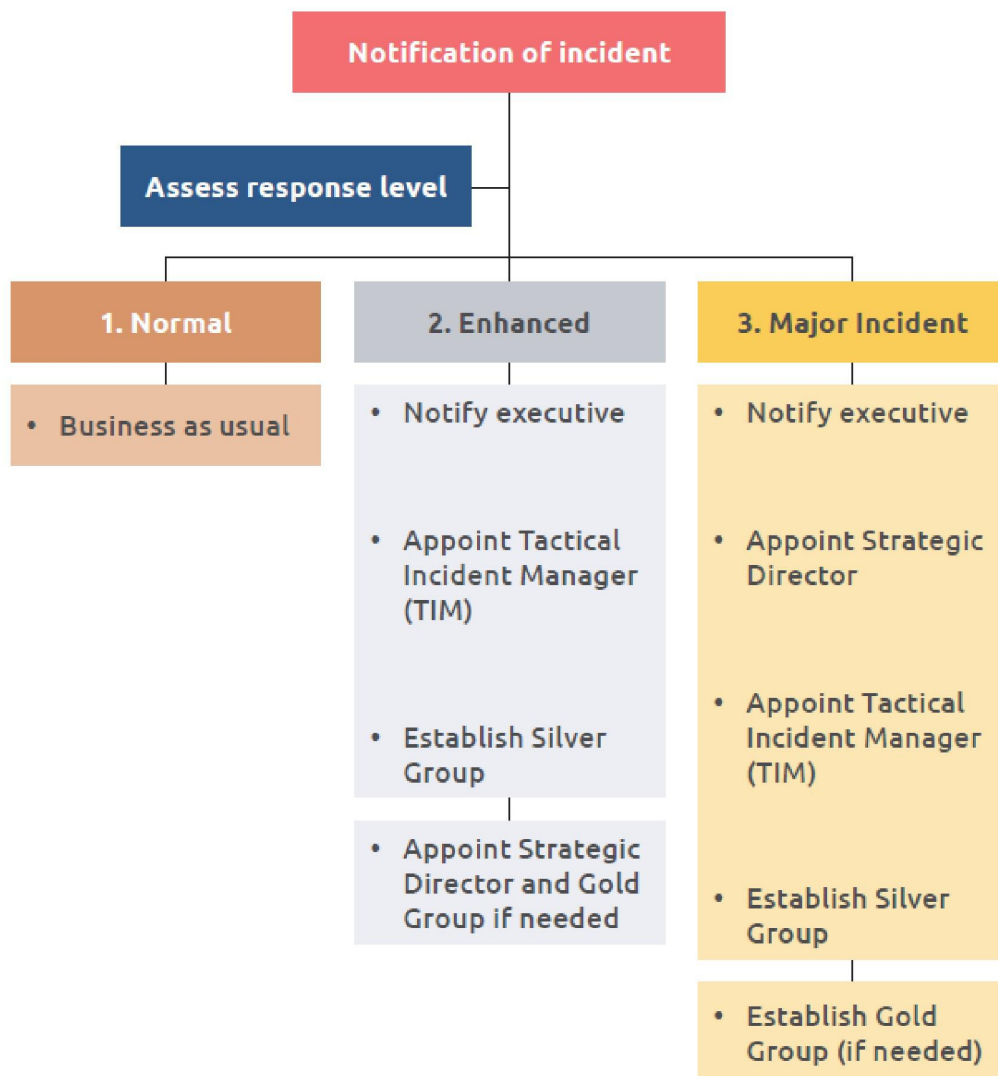 Notification of incident
Assess response level
1. Normal
• Business as usual
2. Enhanced
• Notify executive
• Appoint Tactical
Incident Manager
(TIM)
• Establish Silver
Group
• Appoint Strategic
Director and Gold
Group if needed
3. Major Incident
• Notify executive
• Appoint Strategic
Director
• Appoint Tactical
Incident Manager
(TIM)
• Establish Silver
Group
• Establish Gold
Group (if needed)